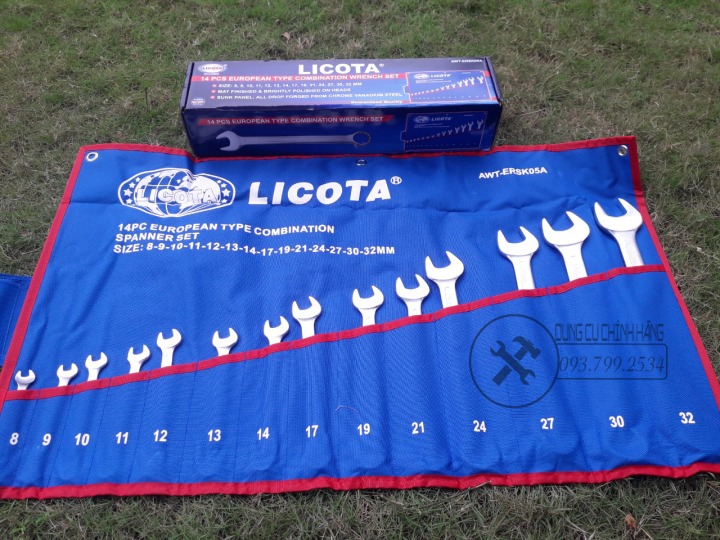 LICOTA®
AWT-ERSK05A
14 PCS EUROPEAN TYPE COMBINATION WRENCH SET
SIZE: 8, 9, 10, 11, 12, 13, 14, 17, 19, 21, 24, 27, 30, 32 MM
MAT FINISHED & BRIGHTLY POLISHED ON HEADS
SUNK PANEL. ALL DROP FORGED FROM CHROME VANADIUM STEEL
Guaranteed Quality
14 PCS EUROPEAN TYPE COMBINATION WRENCH SET
LICOTA
LICOTA®
AWT-ERSK05A
14PC EUROPEAN TYPE COMBINATION
SPANNER SET
SIZE: 8-9-10-11-12-13-14-17-19-21-24-27-30-32MM
DỤNG CỤ CHÍNH HÃNG
093.799.2534
8 9 10 11 12 13 14 17 19 21 24 27 30 32